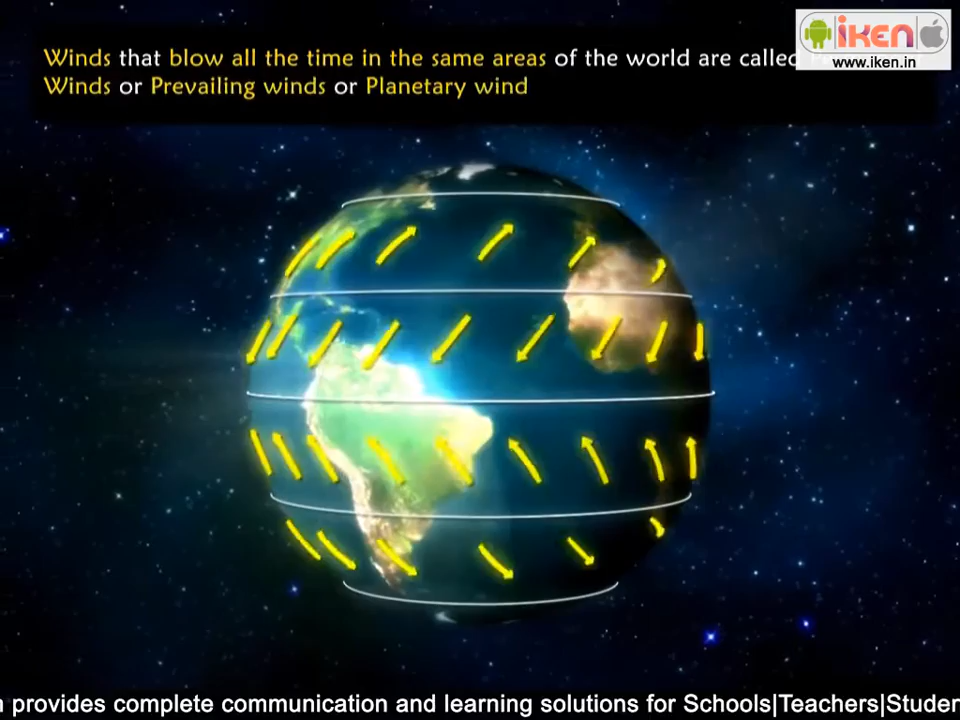 iKEN
www.iken.in
Winds that blow all the time in the same areas of the world are called
Winds or Prevailing winds or Planetary wind
provides complete communication and learning solutions for Schools|Teachers|Studen